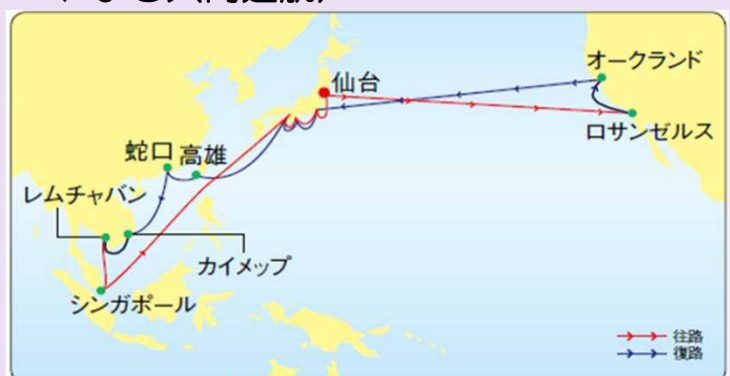 仙台
オークランド
ロサンゼルス
蛇口
高雄
レムチャバン
カイメップ
シンガポール
往路
復路